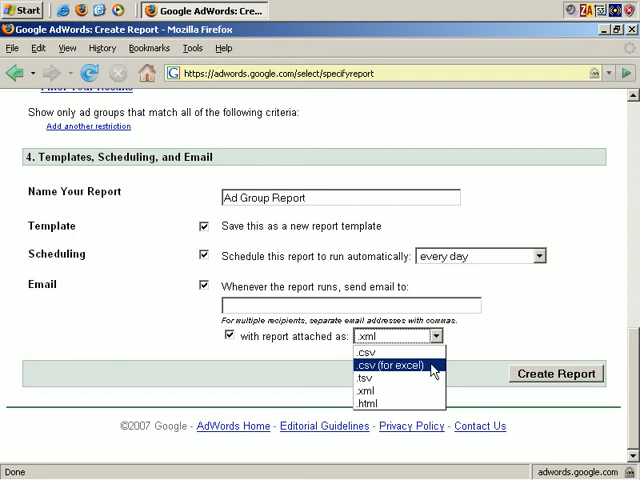 Start
Google AdWords: Cre...
Google AdWords: Create Report - Mozilla Firefox
File Edit View History Bookmarks Tools Help
https://adwords.google.com/select/specifyreport
Filter Your Results
Show only ad groups that match all of the following criteria:
Add another restriction
4. Templates, Scheduling, and Email
Name Your Report Ad Group Report
Template Save this as a new report template
Scheduling Schedule this report to run automatically: every day
Email Whenever the report runs, send email to:
For multiple recipients, separate email addresses with commas.
with report attached as: .xml
.csv
.csv (for excel)
.tsv
.xml
.html
Create Report
©2007 Google - AdWords Home - Editorial Guidelines - Privacy Policy - Contact Us
Done adwords.google.com